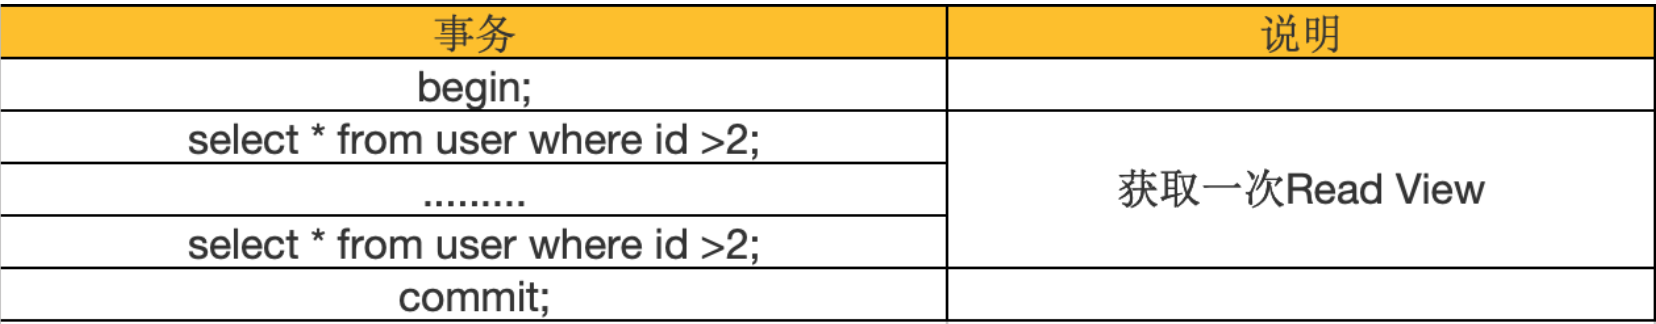 事务 说明
begin;
select * from user where id >2;
获取一次Read View
.........
select * from user where id >2;
commit;